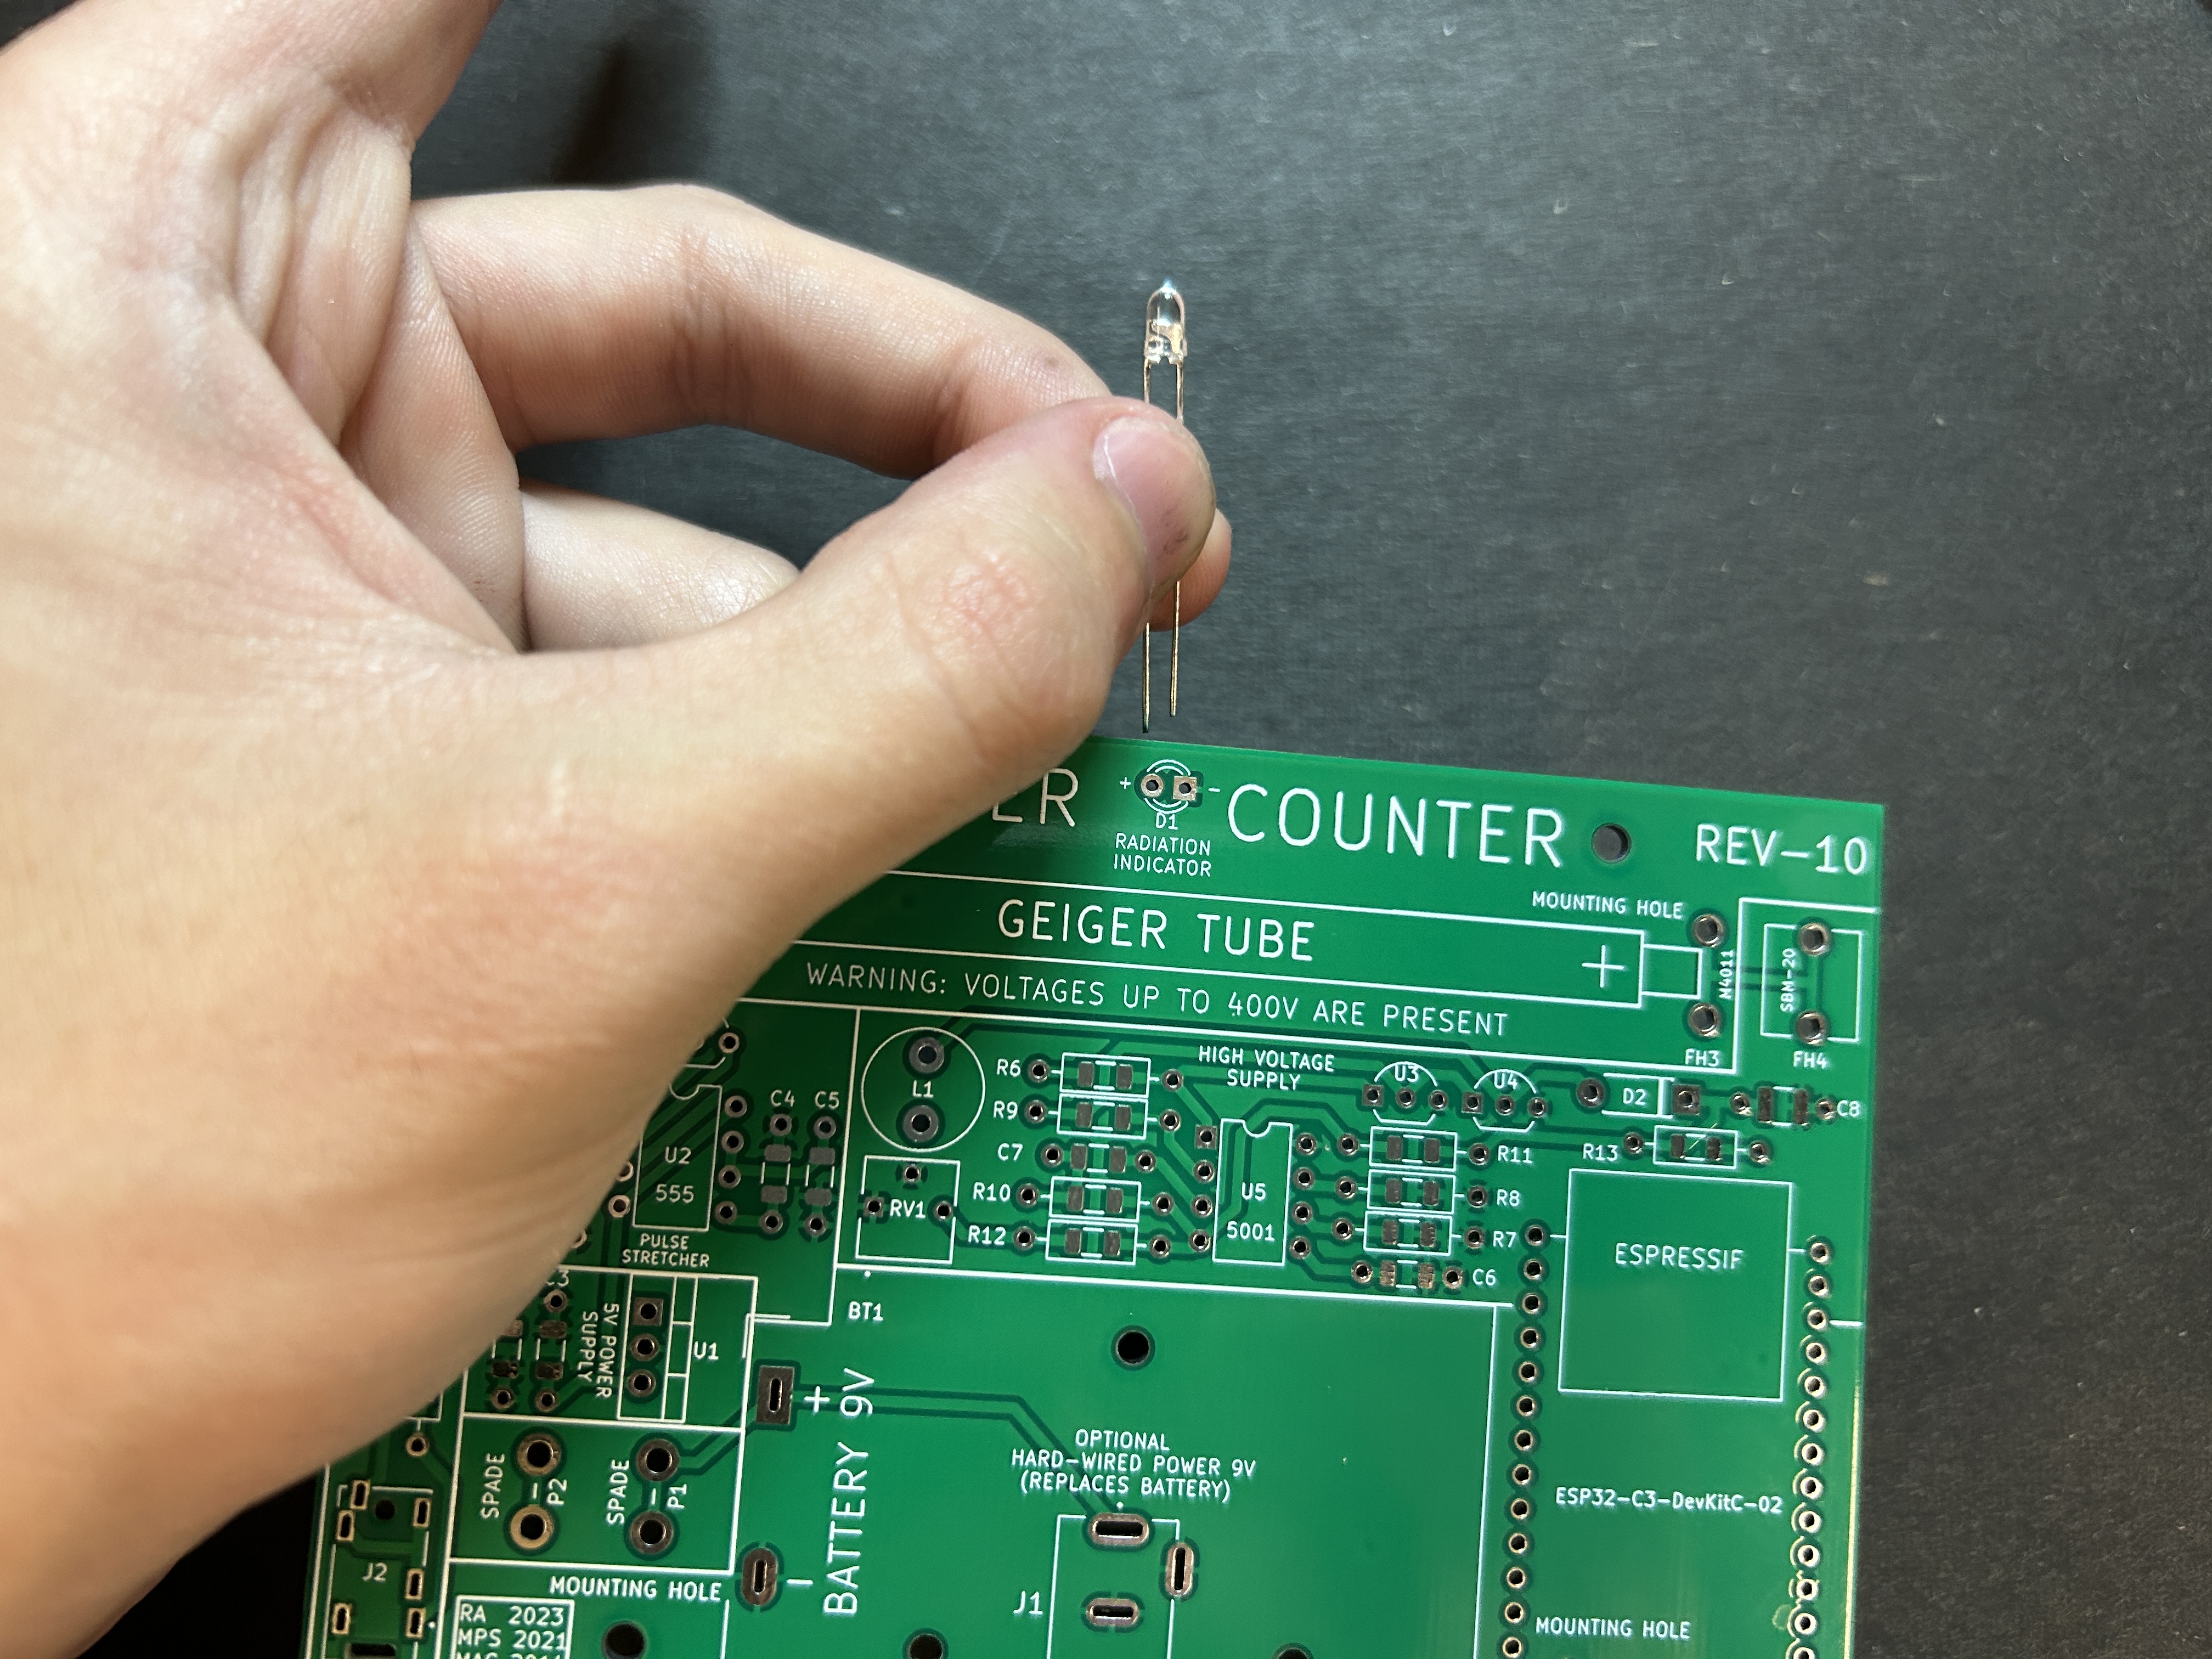 J2
RA 2023
MPS 2021
SPADE
P2
SPADE
P1
MOUNTING HOLE
5V POWER
SUPPLY
U1
PULSE
STRETCHER
555
U2
C4
C5
-
+
BATTERY 9V
BT1
RV1
L1
R12
R10
C7
R9
R6
WARNING: VOLTAGES UP TO 400V ARE PRESENT
GEIGER TUBE
ER COUNTER
REV-10
+
D1
-
RADIATION
INDICATOR
J1
OPTIONAL
HARD-WIRED POWER 9V
(REPLACES BATTERY)
5001
U5
HIGH VOLTAGE
SUPPLY
U3
U4
C6
R7
R8
R11
R13
D2
+
MOUNTING HOLE
FH3
M4011
SBM-20
FH4
C8
MOUNTING HOLE
ESP32-C3-DevKitC-02
ESPRESSIF